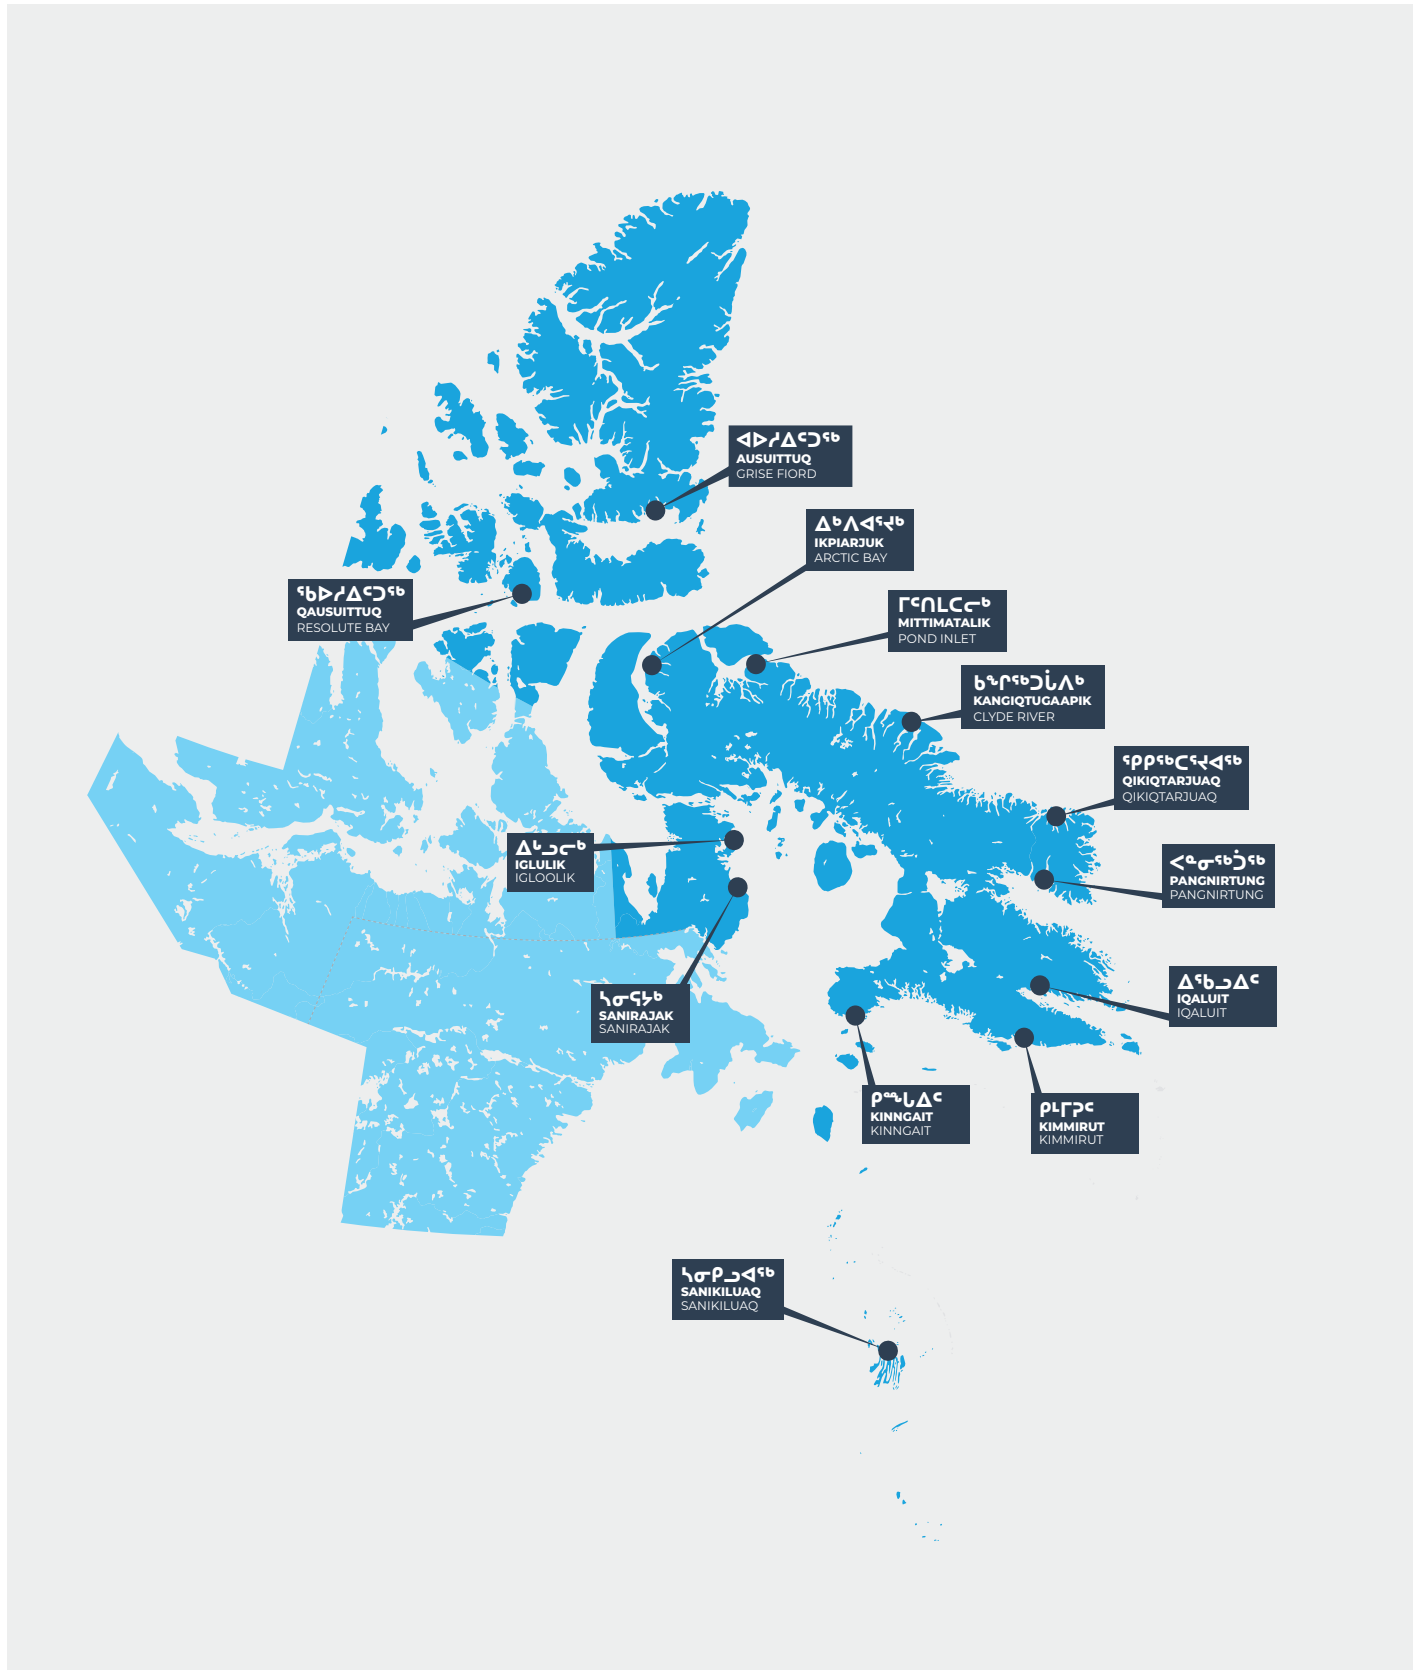 ᐊᐅᓱᐃᑦᑐᖅ
AUSUITTUQ
GRISE FIORD
ᐃᒃᐱᐊᕐᔪᒃ
IKPIARJUK
ARCTIC BAY
ᖃᐅᓱᐃᑦᑐᖅ
QAUSUITTUQ
RESOLUTE BAY
ᒥᑦᑎᒪᑕᓕᒃ
MITTIMATALIK
POND INLET
ᑲᖏᖅᑐᒑᐱᒃ
KANGIQTUGAAPIK
CLYDE RIVER
ᕿᑭᖅᑕᕐᔪᐊᖅ
QIKIQTARJUAQ
QIKIQTARJUAQ
ᐃᒡᓗᓕᒃ
IGLULIK
IGLOOLIK
ᐸᓐᓂᖅᑑᖅ
PANGNIRTUNG
PANGNIRTUNG
ᐃᖃᓗᐃᑦ
IQALUIT
IQALUIT
ᓴᓂᕋᔭᒃ
SANIRAJAK
SANIRAJAK
ᑭᙵᐃᑦ
KINNGAIT
KINNGAIT
ᑭᒻᒥᕈᑦ
KIMMIRUT
KIMMIRUT
ᓴᓂᑭᓗᐊᖅ
SANIKILUAQ
SANIKILUAQ